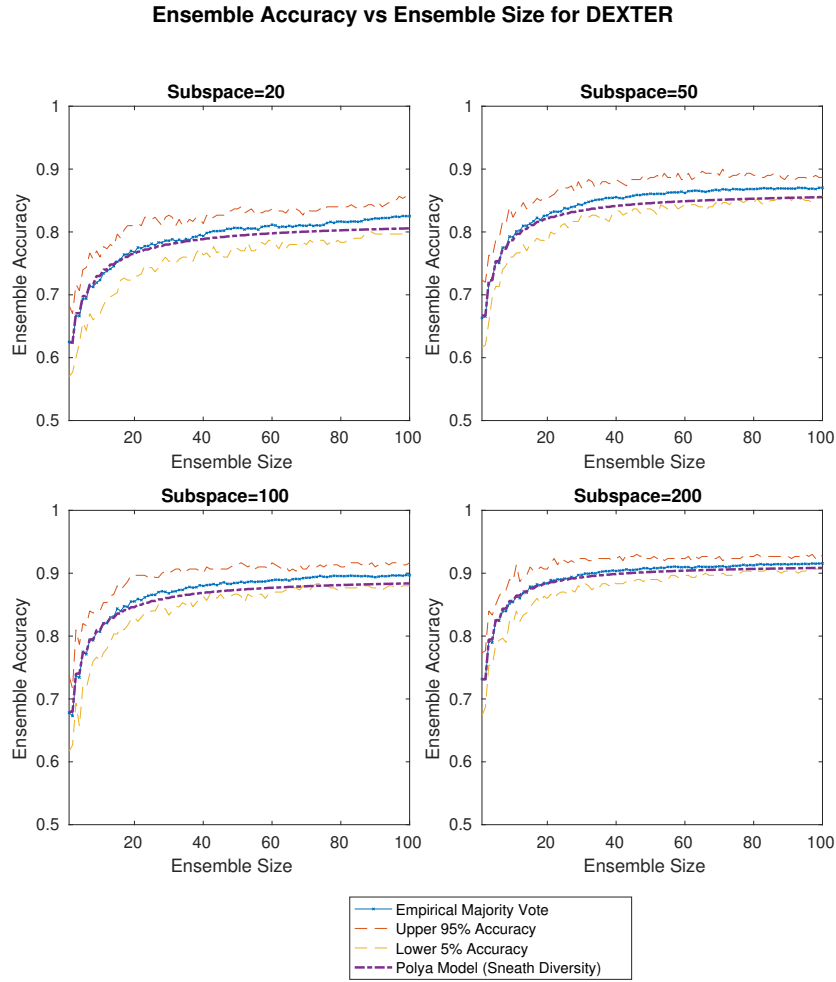 Ensemble Accuracy vs Ensemble Size for DEXTER
Subspace=20
1
0.9
0.8
0.7
0.6
0.5
Ensemble Accuracy
20 40 60 80 100
Ensemble Size
Subspace=50
1
0.9
0.8
0.7
0.6
0.5
Ensemble Accuracy
20 40 60 80 100
Ensemble Size
Subspace=100
1
0.9
0.8
0.7
0.6
0.5
Ensemble Accuracy
20 40 60 80 100
Ensemble Size
Subspace=200
1
0.9
0.8
0.7
0.6
0.5
Ensemble Accuracy
20 40 60 80 100
Ensemble Size
Empirical Majority Vote
Upper 95% Accuracy
Lower 5% Accuracy
Polya Model (Sneath Diversity)